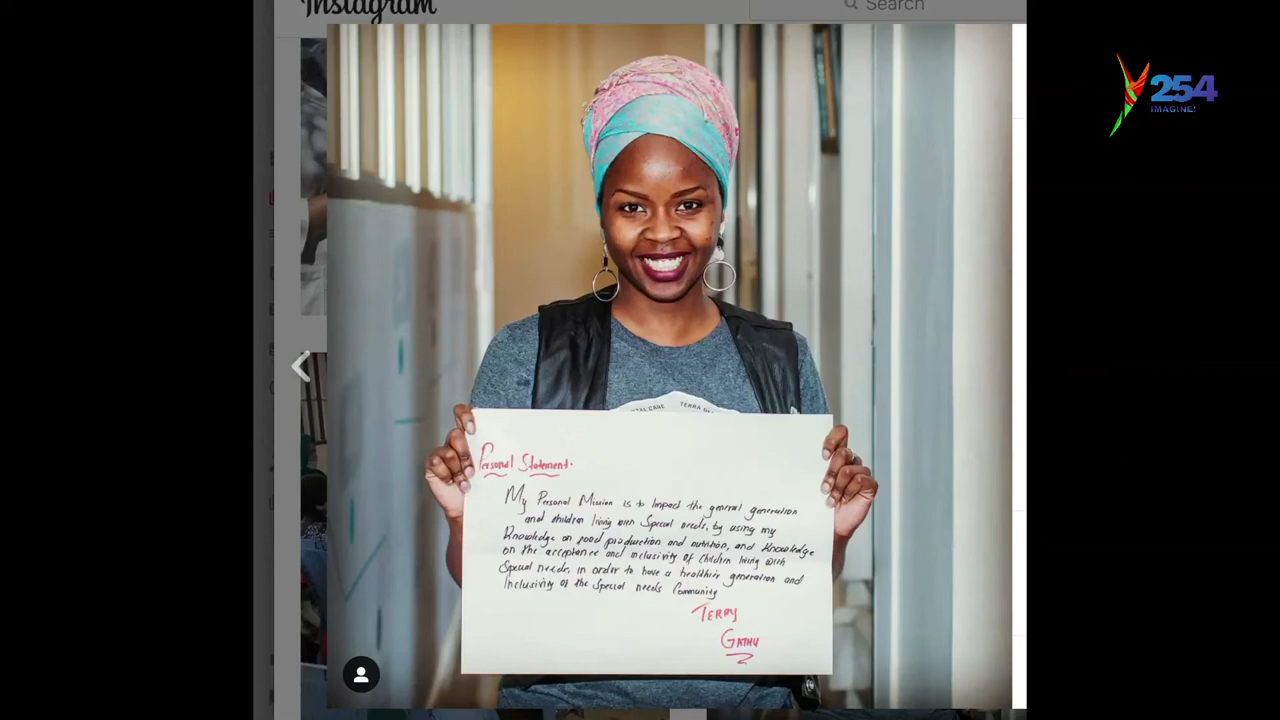 Instagram
Search
254
IMAGINE!
TAL CARE TERRA
Personal Statement.
My Personal Mission is to Impact the general generation
and children living with Special needs, by using my
Knowledge on food production and nutrition, and Knowledge
on the acceptance and inclusivity of children living with
Special needs, in order to have a healthier generation and
Inclusivity of the Special needs Community
TERRY
GATHU